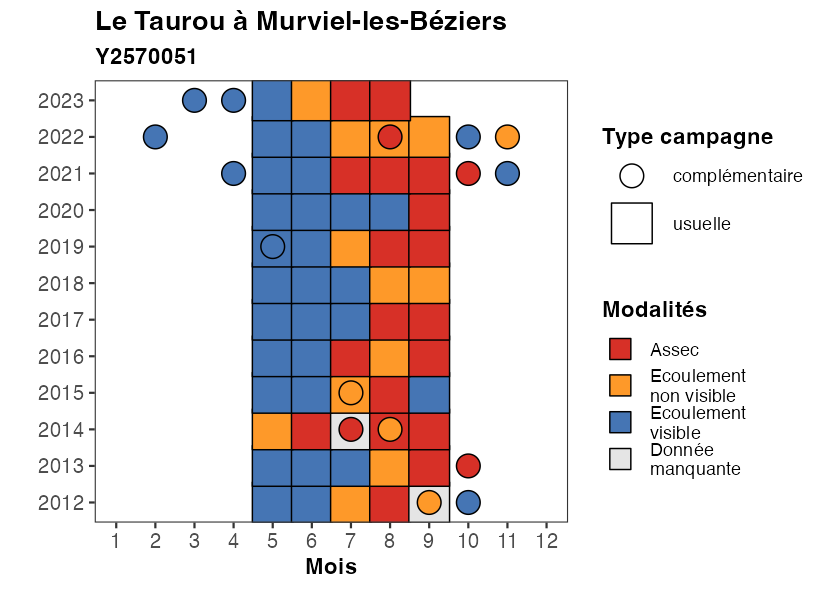 Le Taurou à Murviel-les-Béziers
Y2570051
2023
2022
2021
2020
2019
2018
2017
2016
2015
2014
2013
2012
1 2 3 4 5 6 7 8 9 10 11 12
Mois
Type campagne
complémentaire
usuelle
Modalités
Assec
Ecoulement
non visible
Ecoulement
visible
Donnée
manquante